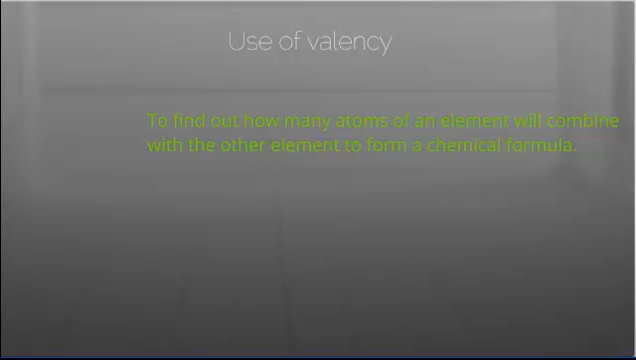 Use of valency
To find out how many atoms of an element will combine
with the other element to form a chemical formula.